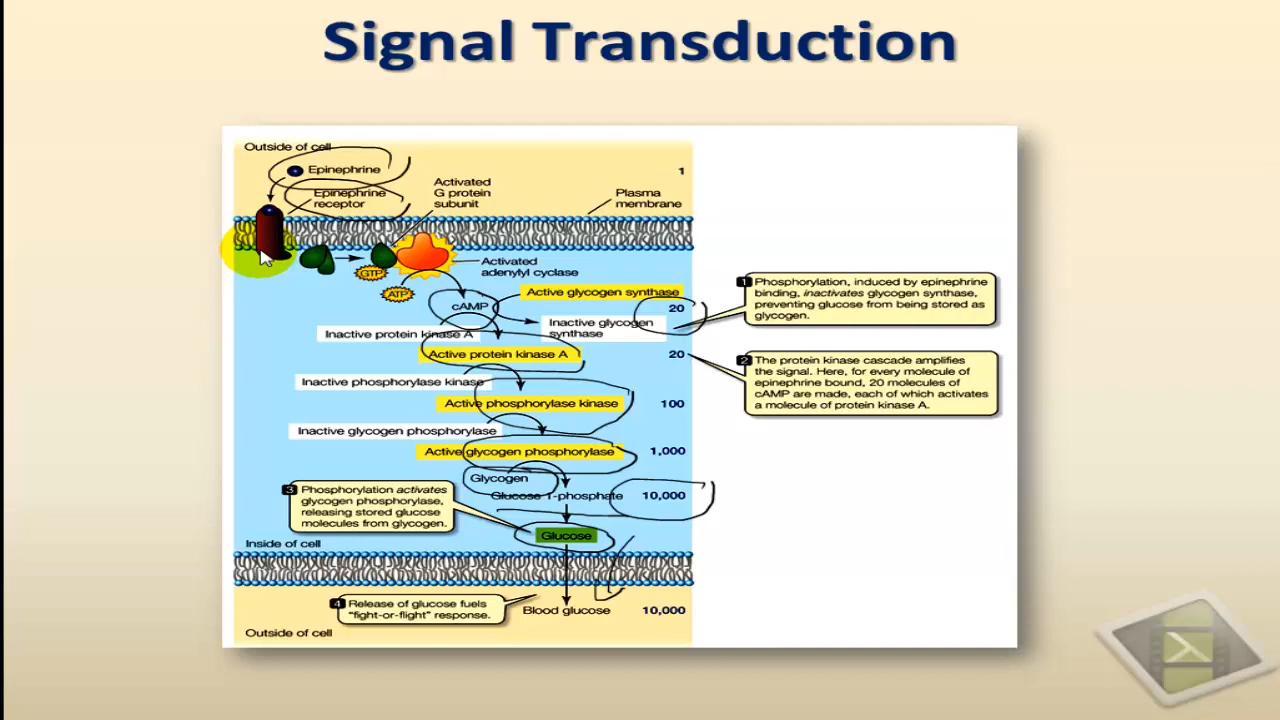 Signal Transduction
Outside of cell
Epinephrine
1
Epinephrine
receptor
Activated
G protein
subunit
Plasma
membrane
GTP
Activated
adenylyl cyclase
ATP
cAMP
Active glycogen synthase
20
Inactive glycogen
synthase
1 Phosphorylation, induced by epinephrine
binding, inactivates glycogen synthase,
preventing glucose from being stored as
glycogen.
Inactive protein kinase A
Active protein kinase A
20
2 The protein kinase cascade amplifies
the signal. Here, for every molecule of
epinephrine bound, 20 molecules of
cAMP are made, each of which activates
a molecule of protein kinase A.
Inactive phosphorylase kinase
Active phosphorylase kinase
100
Inactive glycogen phosphorylase
Active glycogen phosphorylase
1,000
Glycogen
Glucose 1-phosphate
10,000
3 Phosphorylation activates
glycogen phosphorylase,
releasing stored glucose
molecules from glycogen.
Glucose
Inside of cell
4 Release of glucose fuels
"fight-or-flight" response.
Blood glucose
10,000
Outside of cell